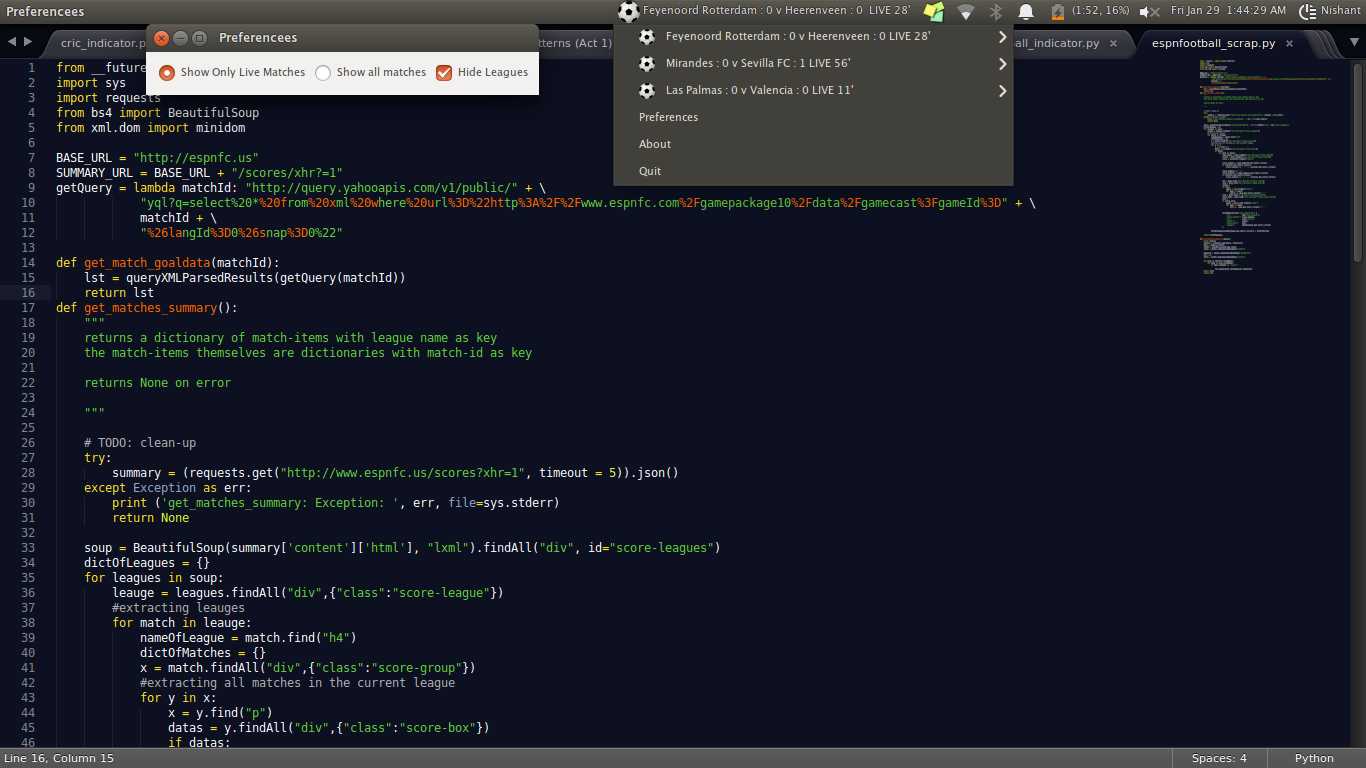 Preferencees
Feyenoord Rotterdam : 0 v Heerenveen : 0 LIVE 28'
(1:52, 16%)
Fri Jan 29 1:44:29 AM
Nishant
cric_indicator.p
Preferencees
tterns (Act 1)
all_indicator.py
espnfootball_scrap.py
Show Only Live Matches
Show all matches
Hide Leagues
Feyenoord Rotterdam : 0 v Heerenveen : 0 LIVE 28'
Mirandes : 0 v Sevilla FC : 1 LIVE 56'
Las Palmas : 0 v Valencia : 0 LIVE 11'
Preferences
About
Quit
1 from __future
2 import sys
3 import requests
4 from bs4 import BeautifulSoup
5 from xml.dom import minidom
6
7 BASE_URL = "http://espnfc.us"
8 SUMMARY_URL = BASE_URL + "/scores/xhr?=1"
9 getQuery = lambda matchId: "http://query.yahooapis.com/v1/public/" + \
10 "yql?q=select%20*%20from%20xml%20where%20url%3D%22http%3A%2F%2Fwww.espnfc.com%2Fgamepackage10%2Fdata%2Fgamecast%3FgameId%3D" + \
11 matchId + \
12 "%26langId%3D0%26snap%3D0%22"
13
14 def get_match_goaldata(matchId):
15 lst = queryXMLParsedResults(getQuery(matchId))
16 return lst
17 def get_matches_summary():
18 """
19 returns a dictionary of match-items with league name as key
20 the match-items themselves are dictionaries with match-id as key
21
22 returns None on error
23
24 """
25
26 # TODO: clean-up
27 try:
28 summary = (requests.get("http://www.espnfc.us/scores?xhr=1", timeout = 5)).json()
29 except Exception as err:
30 print ('get_matches_summary: Exception: ', err, file=sys.stderr)
31 return None
32
33 soup = BeautifulSoup(summary['content']['html'], "lxml").findAll("div", id="score-leagues")
34 dictOfLeagues = {}
35 for leagues in soup:
36 leauge = leagues.findAll("div",{"class":"score-league"})
37 #extracting leauges
38 for match in leauge:
39 nameOfLeague = match.find("h4")
40 dictOfMatches = {}
41 x = match.findAll("div",{"class":"score-group"})
42 #extracting all matches in the current league
43 for y in x:
44 x = y.find("p")
45 datas = y.findAll("div",{"class":"score-box"})
46 if datas:
Line 16, Column 15
Spaces: 4
Python